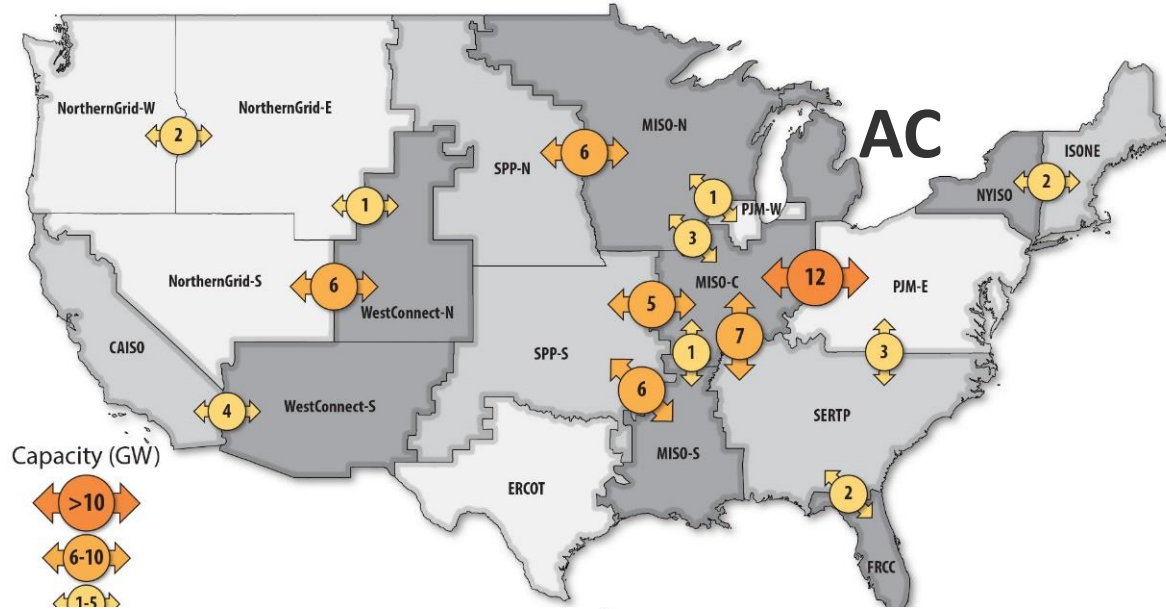 AC
NorthernGrid-W
NorthernGrid-E
MISO-N
ISONE
2
6
SPP-N
NYISO
2
1
1
PJM-W
3
NorthernGrid-S
6
MISO-C
12
PJM-E
WestConnect-N
5
7
CAISO
SPP-S
1
3
6
WestConnect-S
4
SERTP
MISO-S
Capacity (GW)
ERCOT
2
>10
6-10
FRCC
1-5